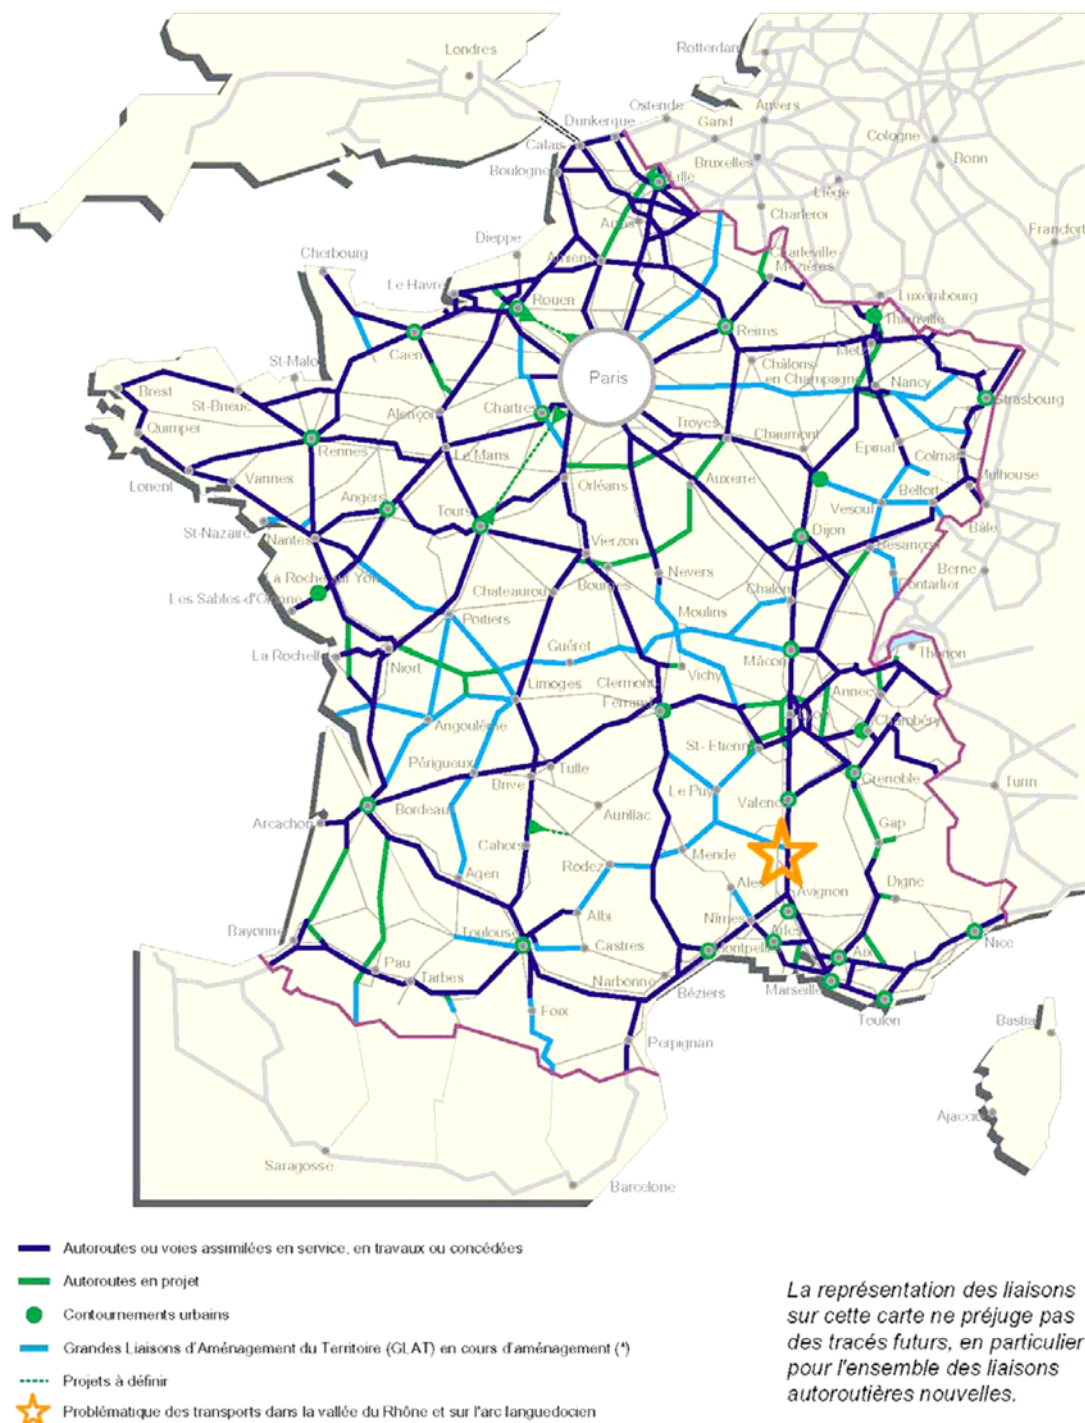 Londres
Rotterdam
Ostende
Anvers
Dunkerque
Gand
Cologne
Calais
Bruxelles
Bonn
Boulogne
Lille
Liège
Charleroi
Francfort
Dieppe
Cherbourg
Amiens
Charleville-
Mézières
Le Havre
Luxembourg
Rouen
Thionville
Reims
Caen
Metz
St-Malo
Paris
Châlons-
en Champagne
Nancy
Brest
Strasbourg
St-Brieuc
Alençon
Chartres
Troyes
Quimper
Chaumont
Epinal
Rennes
Le Mans
Colmar
Lorient
Vannes
Orléans
Auxerre
Mulhouse
Angers
Belfort
Tours
Vesoul
St-Nazaire
Dijon
Bâle
Nantes
Vierzon
Besançon
La Roche sur Yon
Bourges
Nevers
Berne
Les Sables-d'Olonne
Chateauroux
Chalon
Pontarlier
Moulins
Poitiers
Guéret
Mâcon
Thonon
La Rochelle
Niort
Vichy
Limoges
Clermont-
Ferrand
Annecy
Lyon
Angoulême
Chambéry
St-Etienne
Périgueux
Tulle
Brive
Grenoble
Turin
Le Puy
Valence
Bordeaux
Aurillac
Arcachon
Gap
Cahors
Mende
Rodez
Agen
Ales
Avignon
Digne
Albi
Nîmes
Bayonne
Toulouse
Arles
Castres
Montpellier
Aix
Nice
Pau
Tarbes
Narbonne
Béziers
Marseille
Foix
Toulon
Bastia
Perpignan
Ajaccio
Saragosse
Barcelone
Autoroutes ou voies assimilées en service, en travaux ou concédées
Autoroutes en projet
Contournements urbains
Grandes Liaisons d'Aménagement du Territoire (GLAT) en cours d'aménagement (*)
Projets à définir
Problématique des transports dans la vallée du Rhône et sur l'arc languedocien
La représentation des liaisons
sur cette carte ne préjuge pas
des tracés futurs, en particulier
pour l'ensemble des liaisons
autoroutières nouvelles.